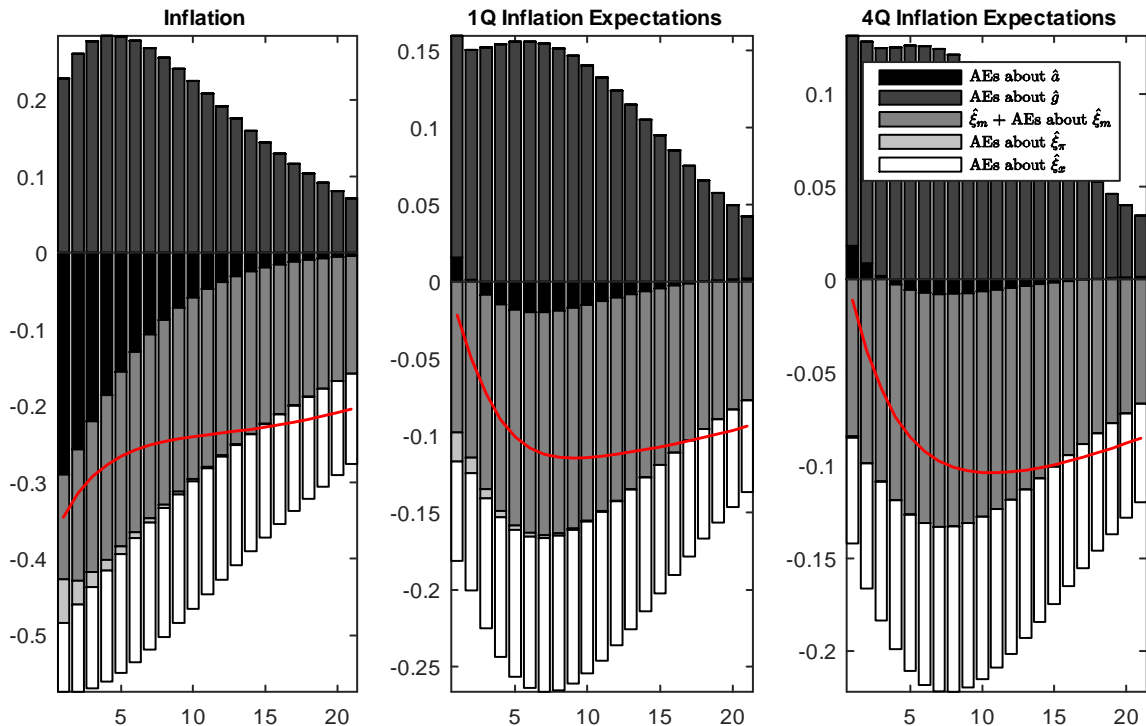 Inflation
1Q Inflation Expectations
4Q Inflation Expectations
0.2
0.1
0
-0.1
-0.2
-0.3
-0.4
-0.5
5 10 15 20
0.15
0.1
0.05
0
-0.05
-0.1
-0.15
-0.2
-0.25
5 10 15 20
0.1
0.05
0
-0.05
-0.1
-0.15
-0.2
5 10 15 20
AEs about â
AEs about ĝ
ξ̂ₘ + AEs about ξ̂ₘ
AEs about ξ̂_π
AEs about ξ̂ₓ